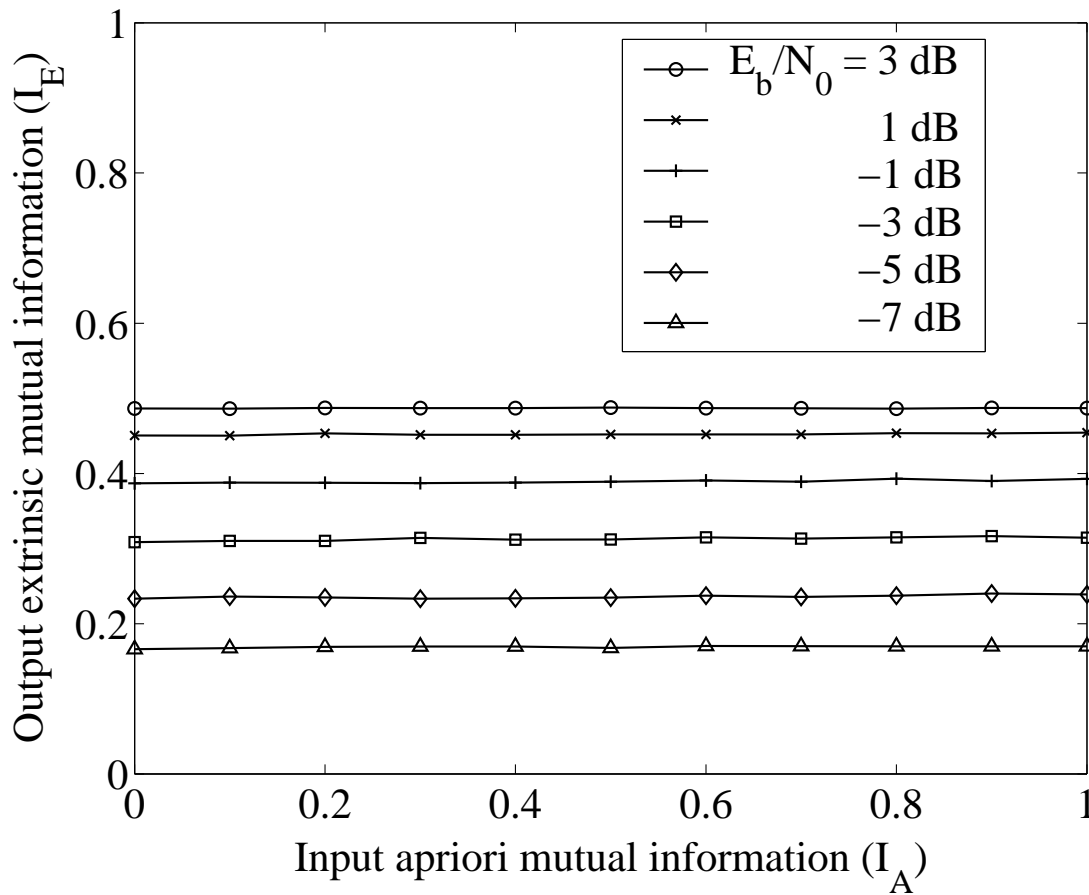 E_b/N_0 = 3 dB
1 dB
−1 dB
−3 dB
−5 dB
−7 dB
Output extrinsic mutual information (I_E)
1
0.8
0.6
0.4
0.2
0
0 0.2 0.4 0.6 0.8 1
Input apriori mutual information (I_A)